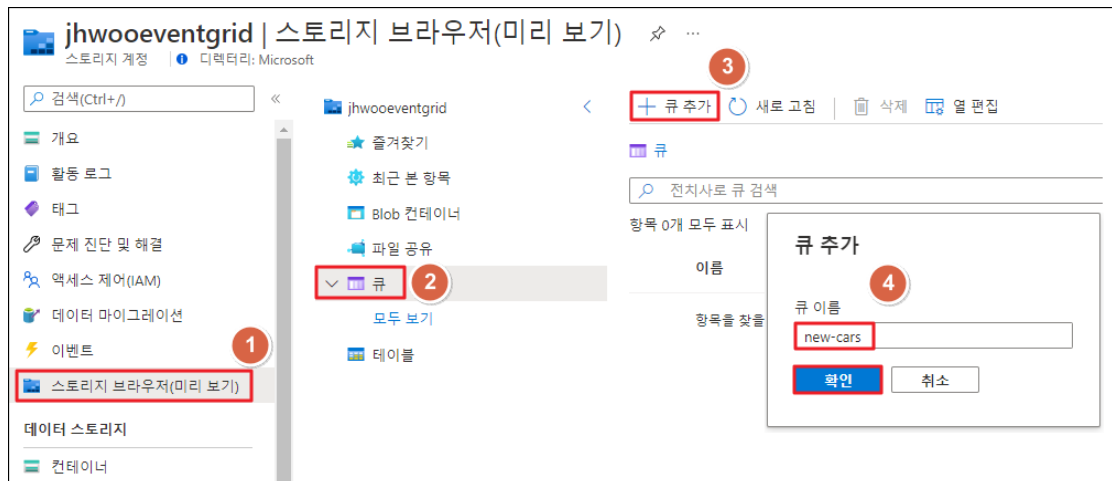 jhwooeventgrid | 스토리지 브라우저(미리 보기) ...
스토리지 계정 디렉터리: Microsoft
검색(Ctrl+/) «
개요
활동 로그
태그
문제 진단 및 해결
액세스 제어(IAM)
데이터 마이그레이션
이벤트
1
스토리지 브라우저(미리 보기)
데이터 스토리지
컨테이너
jhwooeventgrid <
즐겨찾기
최근 본 항목
Blob 컨테이너
파일 공유
큐
2
모두 보기
테이블
3
+ 큐 추가 새로 고침 삭제 열 편집
큐
전치사로 큐 검색
항목 0개 모두 표시
이름
항목을 찾을
큐 추가
4
큐 이름
new-cars
확인 취소